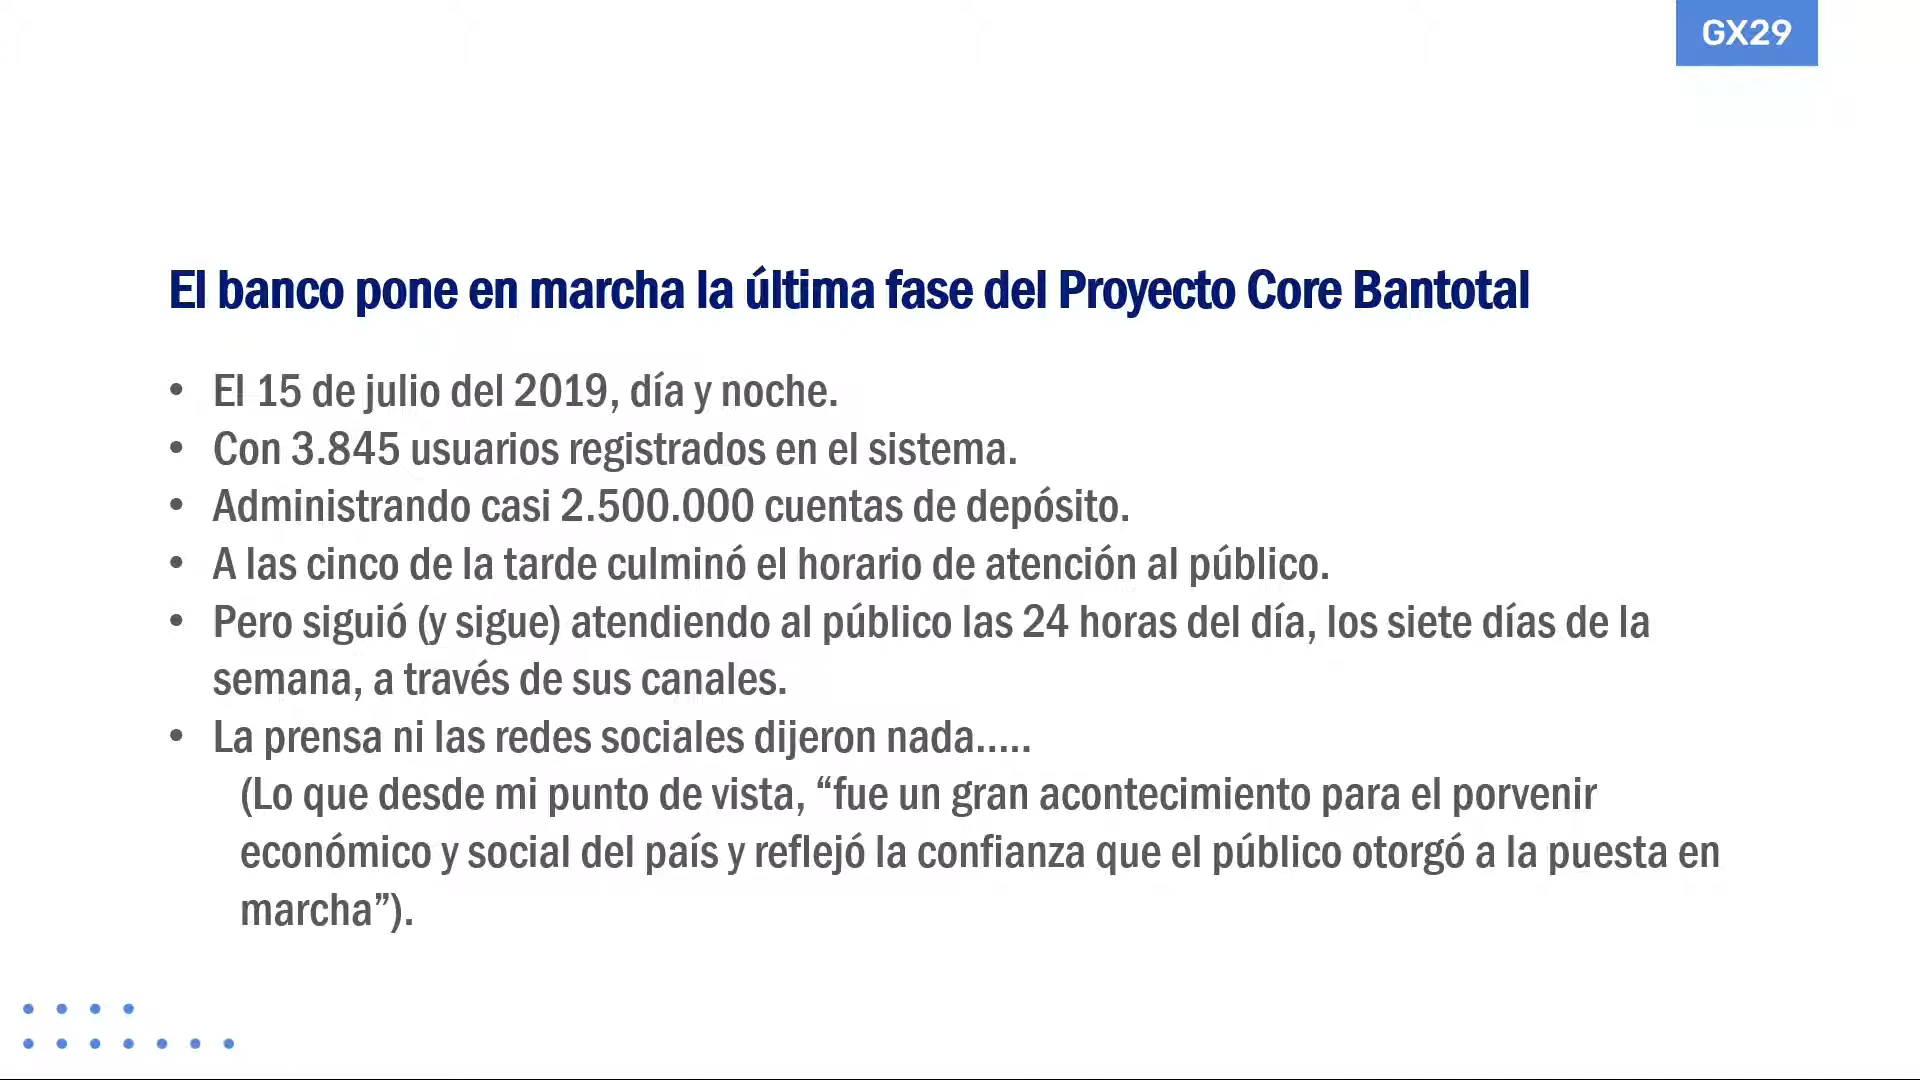 GX29
El banco pone en marcha la última fase del Proyecto Core Bantotal
• El 15 de julio del 2019, día y noche.
• Con 3.845 usuarios registrados en el sistema.
• Administrando casi 2.500.000 cuentas de depósito.
• A las cinco de la tarde culminó el horario de atención al público.
• Pero siguió (y sigue) atendiendo al público las 24 horas del día, los siete días de la
semana, a través de sus canales.
• La prensa ni las redes sociales dijeron nada.....
(Lo que desde mi punto de vista, “fue un gran acontecimiento para el porvenir
económico y social del país y reflejó la confianza que el público otorgó a la puesta en
marcha”).